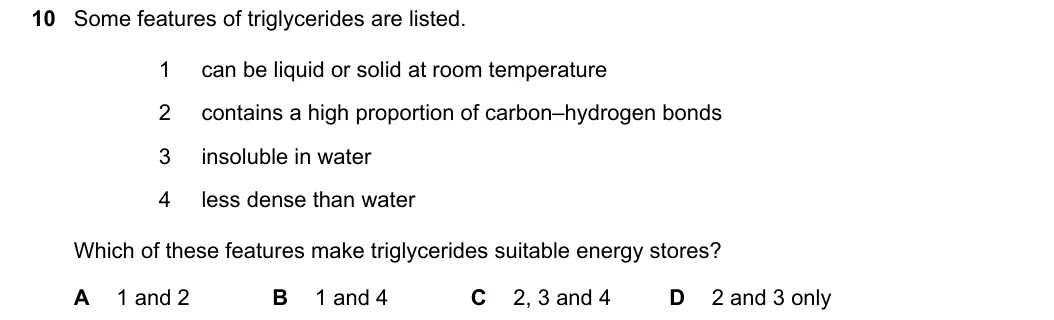 10 Some features of triglycerides are listed.
1 can be liquid or solid at room temperature
2 contains a high proportion of carbon–hydrogen bonds
3 insoluble in water
4 less dense than water
Which of these features make triglycerides suitable energy stores?
A 1 and 2 B 1 and 4 C 2, 3 and 4 D 2 and 3 only